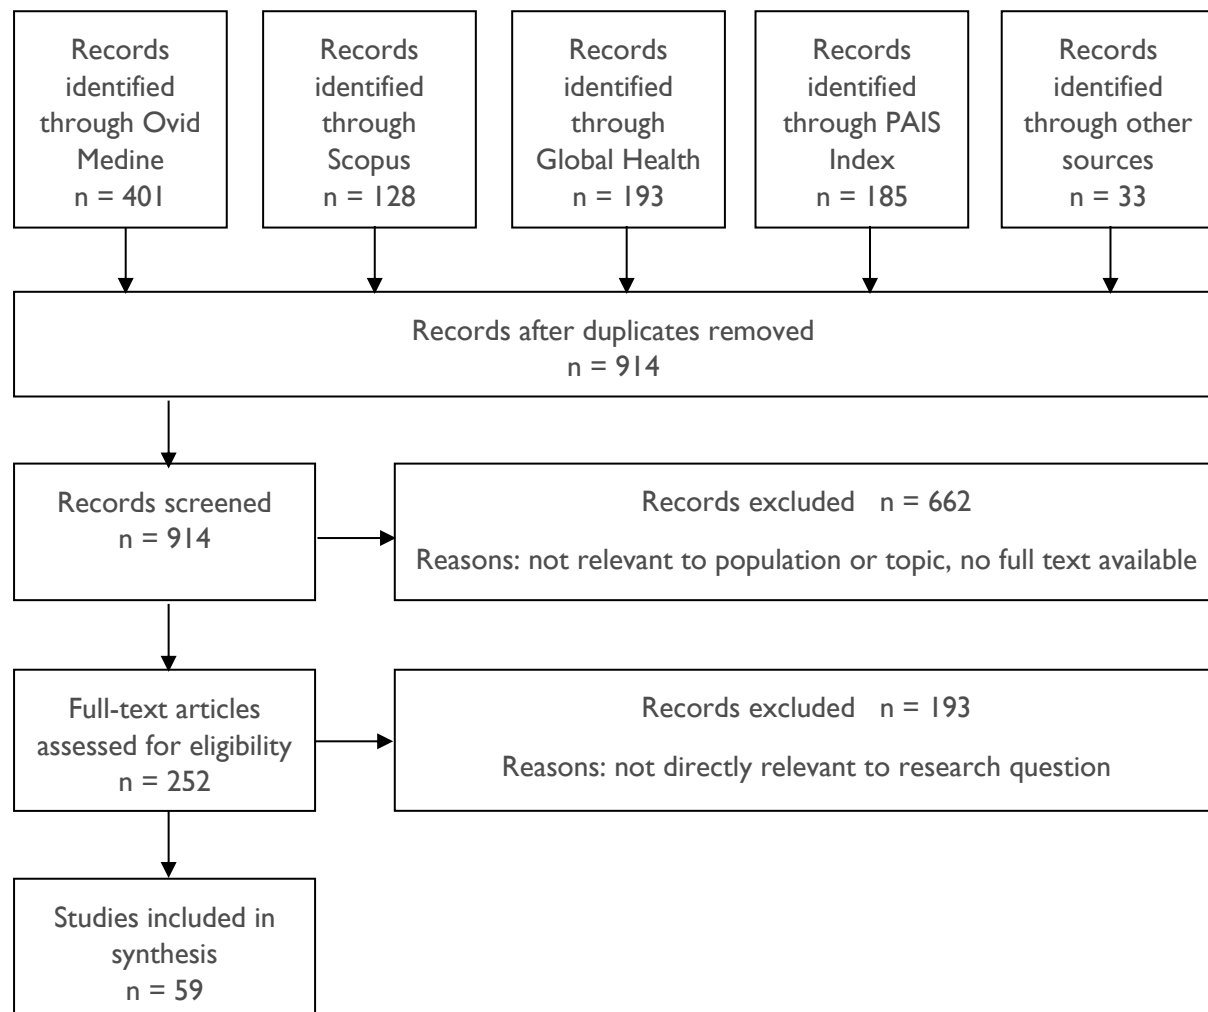 Records
identified
through Ovid
Medine
n = 401
Records
identified
through
Scopus
n = 128
Records
identified
through
Global Health
n = 193
Records
identified
through PAIS
Index
n = 185
Records
identified
through other
sources
n = 33
Records after duplicates removed
n = 914
Records screened
n = 914
Records excluded n = 662
Reasons: not relevant to population or topic, no full text available
Full-text articles
assessed for eligibility
n = 252
Records excluded n = 193
Reasons: not directly relevant to research question
Studies included in
synthesis
n = 59